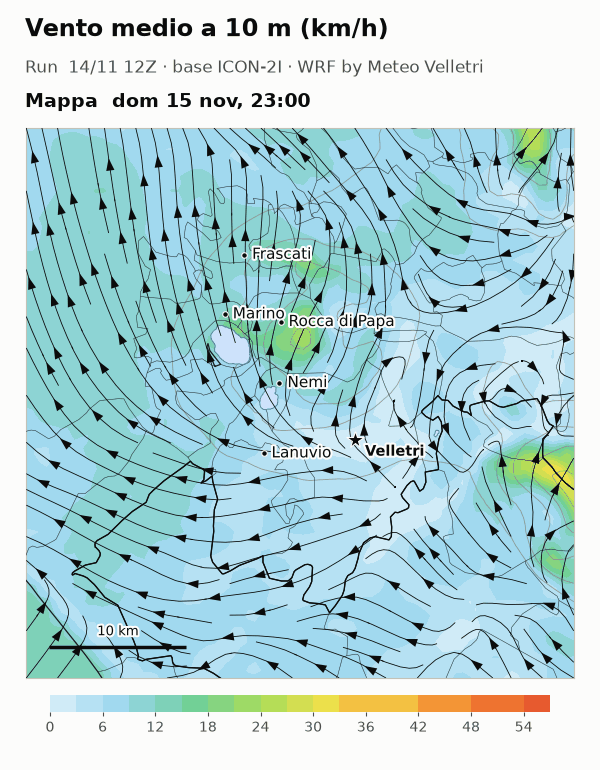 Vento medio a 10 m (km/h)
Run  14/11 12Z · base ICON-2I · WRF by Meteo Velletri
Mappa  dom 15 nov, 23:00
Frascati
Marino
Rocca di Papa
Nemi
Velletri
Lanuvio
10 km
0 6 12 18 24 30 36 42 48 54